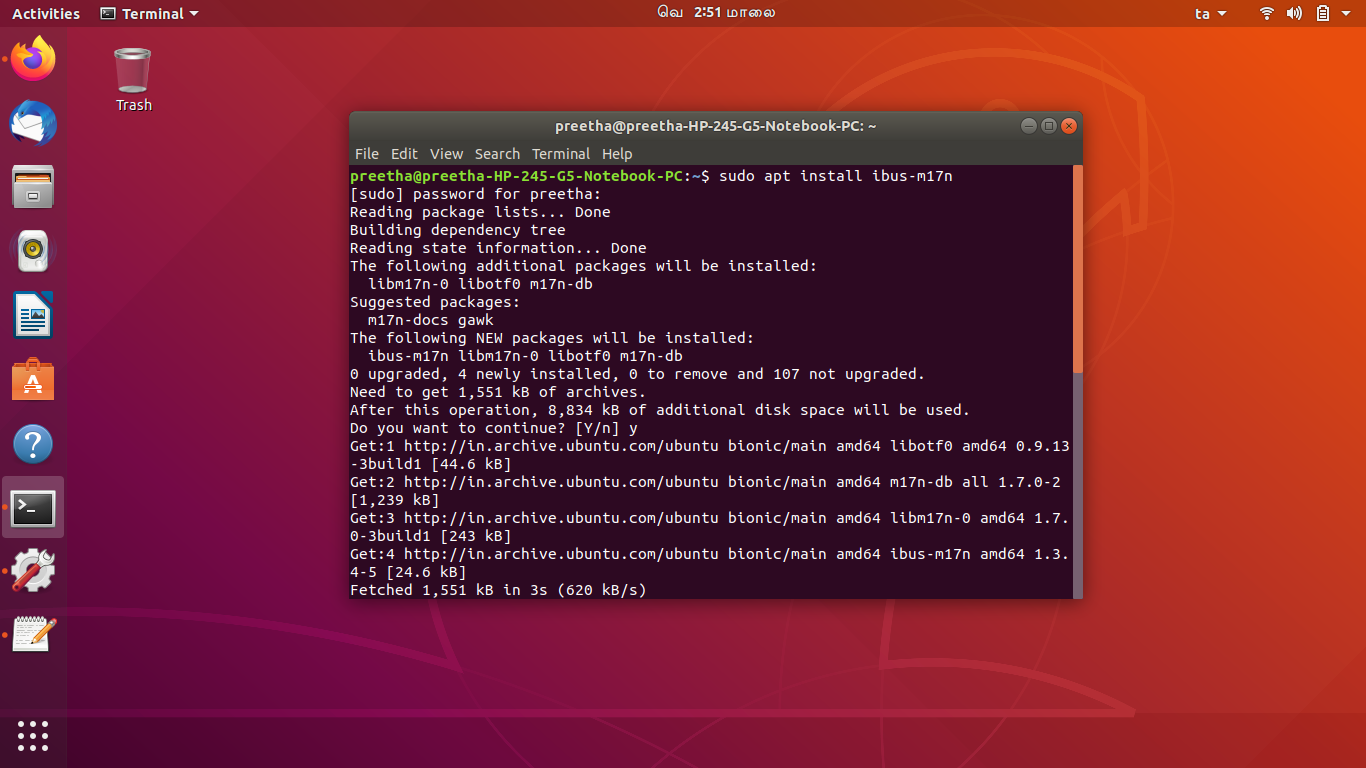 Activities Terminal வெ 2:51 மாலை ta
Trash
preetha@preetha-HP-245-G5-Notebook-PC: ~
File Edit View Search Terminal Help
preetha@preetha-HP-245-G5-Notebook-PC:~$ sudo apt install ibus-m17n
[sudo] password for preetha:
Reading package lists... Done
Building dependency tree
Reading state information... Done
The following additional packages will be installed:
  libm17n-0 libotf0 m17n-db
Suggested packages:
  m17n-docs gawk
The following NEW packages will be installed:
  ibus-m17n libm17n-0 libotf0 m17n-db
0 upgraded, 4 newly installed, 0 to remove and 107 not upgraded.
Need to get 1,551 kB of archives.
After this operation, 8,834 kB of additional disk space will be used.
Do you want to continue? [Y/n] y
Get:1 http://in.archive.ubuntu.com/ubuntu bionic/main amd64 libotf0 amd64 0.9.13
-3build1 [44.6 kB]
Get:2 http://in.archive.ubuntu.com/ubuntu bionic/main amd64 m17n-db all 1.7.0-2
[1,239 kB]
Get:3 http://in.archive.ubuntu.com/ubuntu bionic/main amd64 libm17n-0 amd64 1.7.
0-3build1 [243 kB]
Get:4 http://in.archive.ubuntu.com/ubuntu bionic/main amd64 ibus-m17n amd64 1.3.
4-5 [24.6 kB]
Fetched 1,551 kB in 3s (620 kB/s)